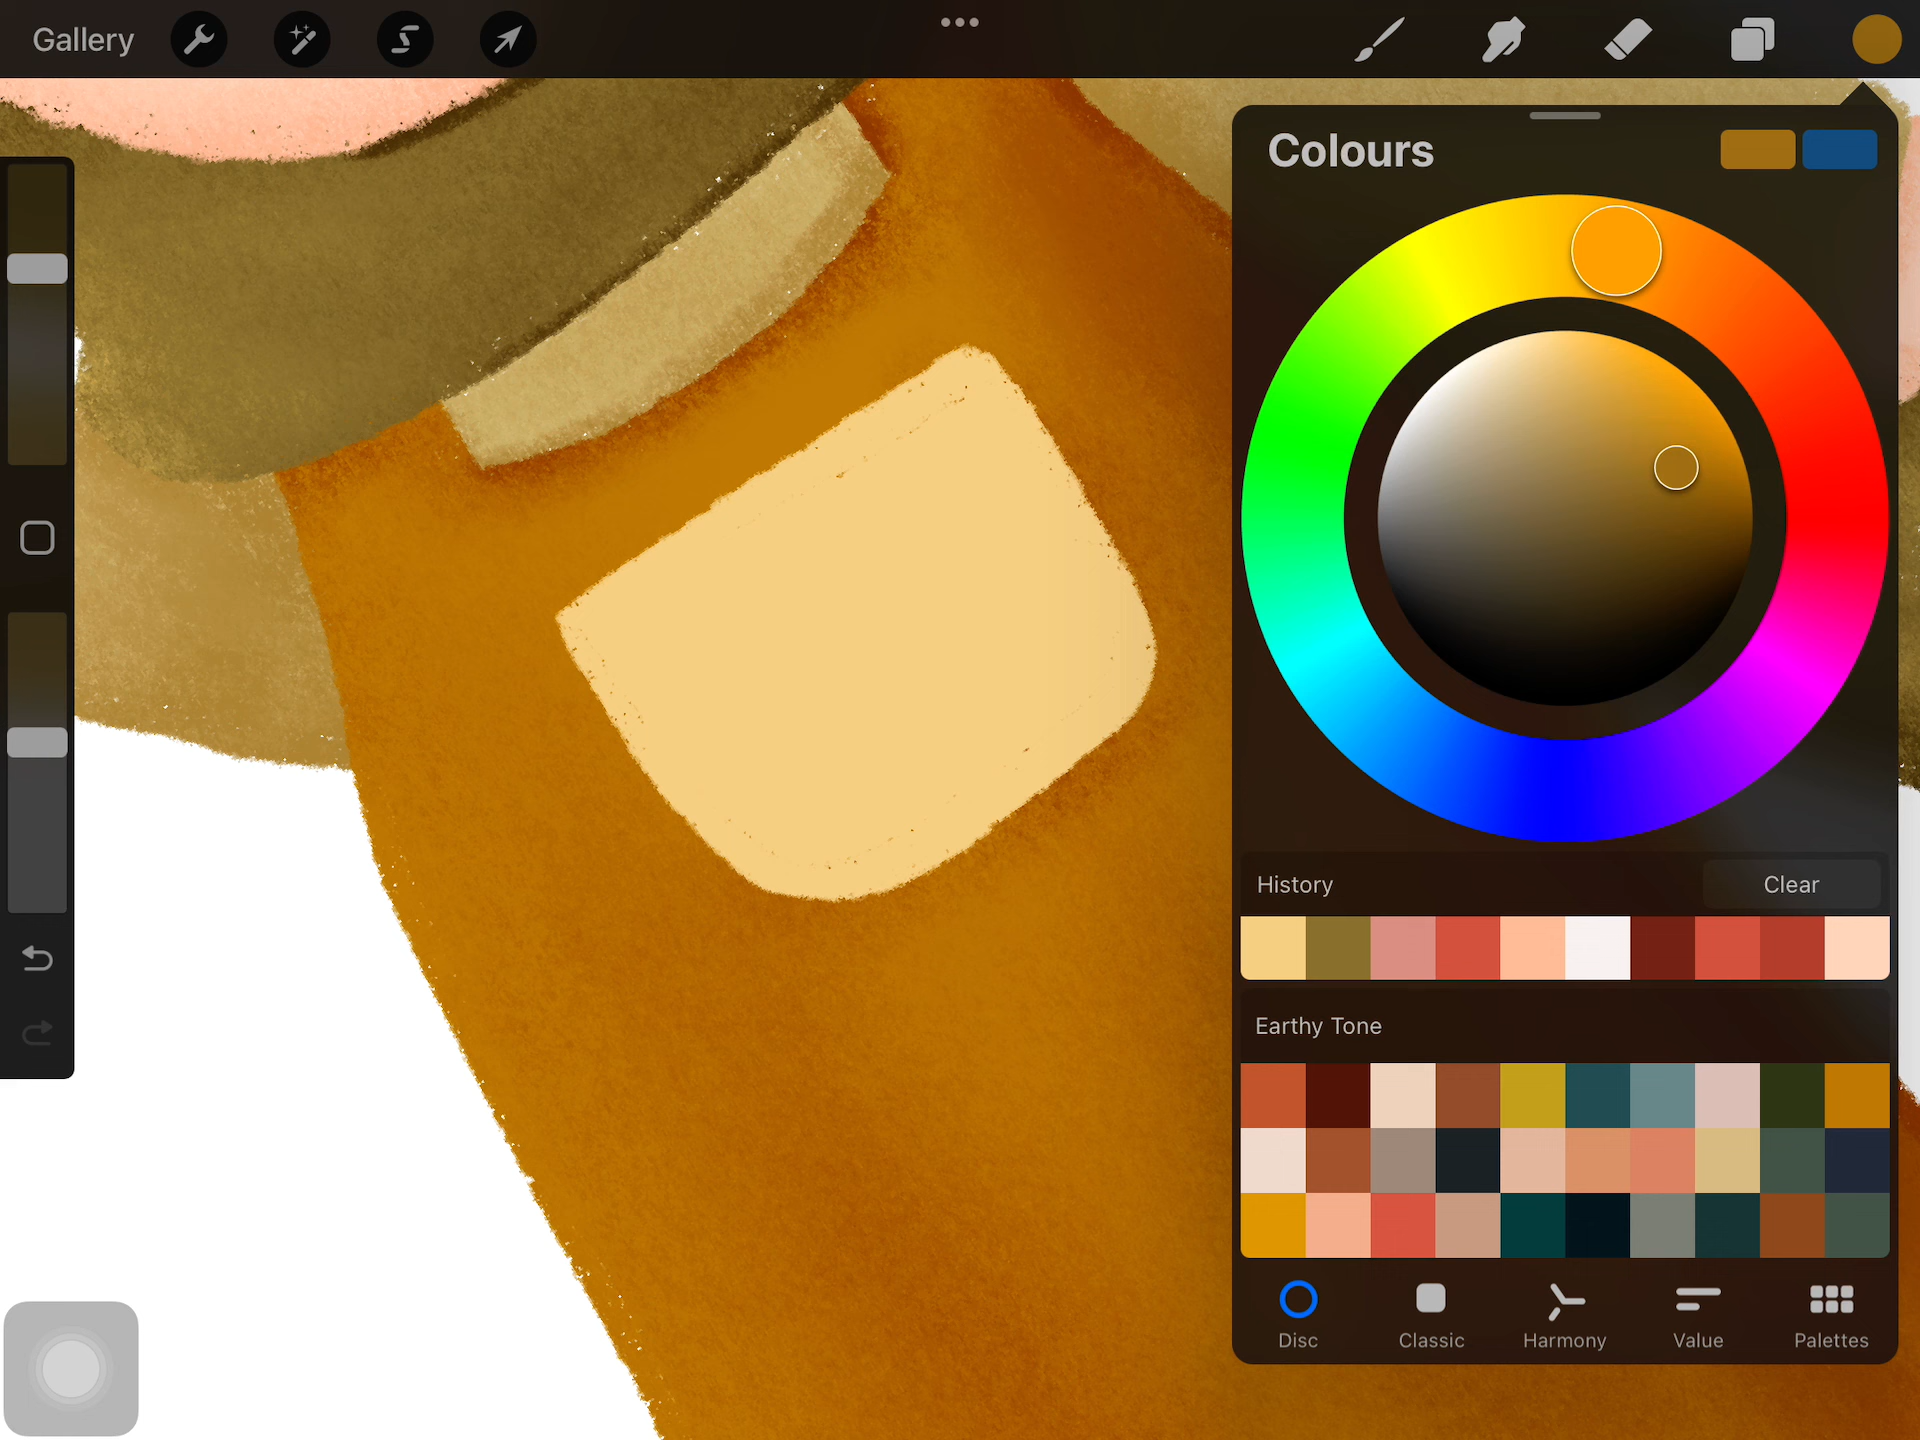 Gallery
Colours
History
Clear
Earthy Tone
Disc
Classic
Harmony
Value
Palettes